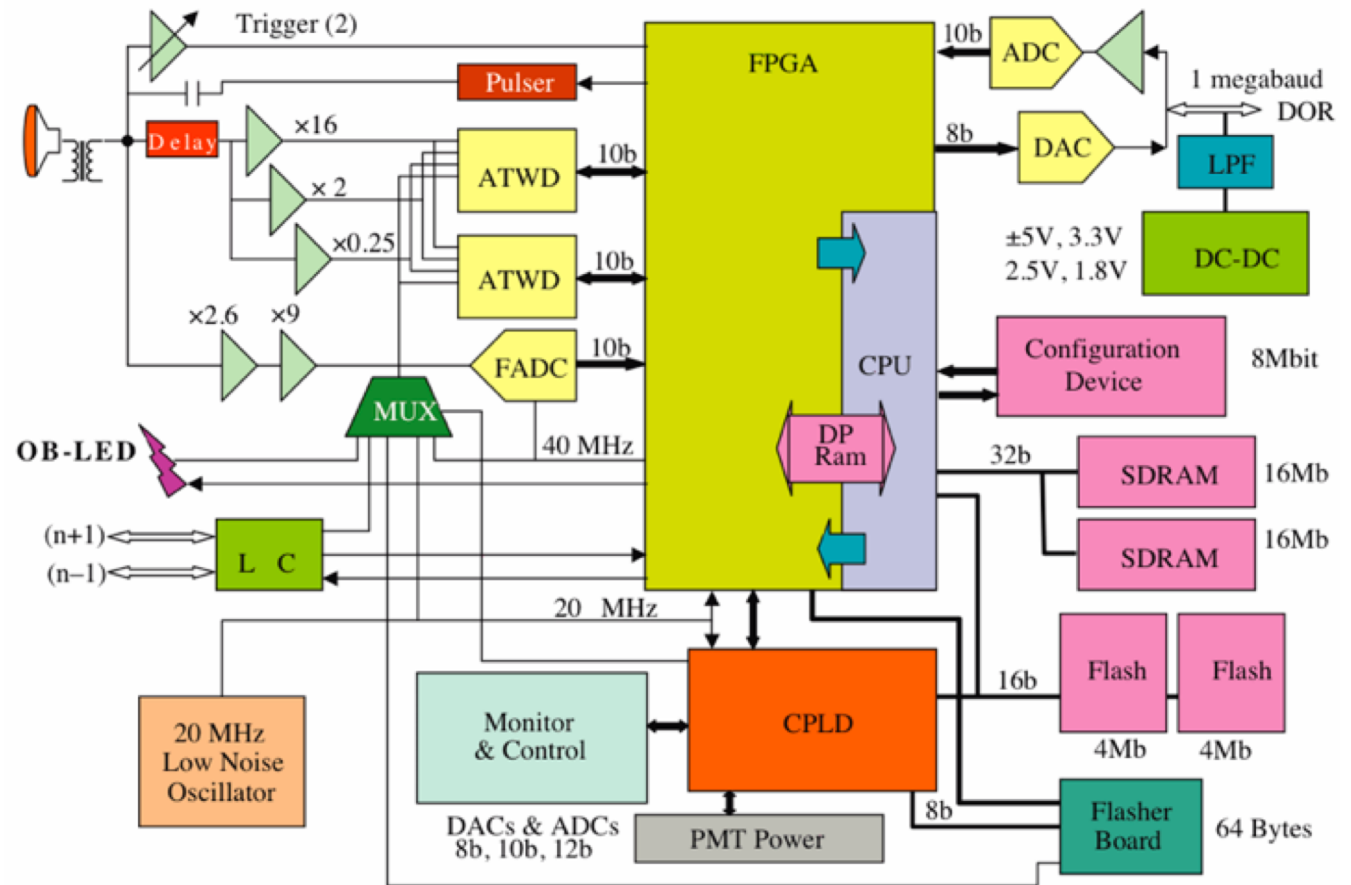 Trigger (2)
FPGA
10b
ADC
1 megabaud
DOR
Pulser
×16
Delay
ATWD
10b
8b
DAC
LPF
× 2
×0.25
ATWD
10b
±5V, 3.3V
2.5V, 1.8V
DC-DC
×2.6
×9
FADC
10b
CPU
Configuration
Device
8Mbit
MUX
OB-LED
40 MHz
DP
Ram
32b
SDRAM
16Mb
(n+1)
(n–1)
L C
SDRAM
16Mb
20 MHz
Flash
Flash
16b
4Mb
4Mb
20 MHz
Low Noise
Oscillator
Monitor
& Control
CPLD
DACs & ADCs
8b, 10b, 12b
PMT Power
8b
Flasher
Board
64 Bytes